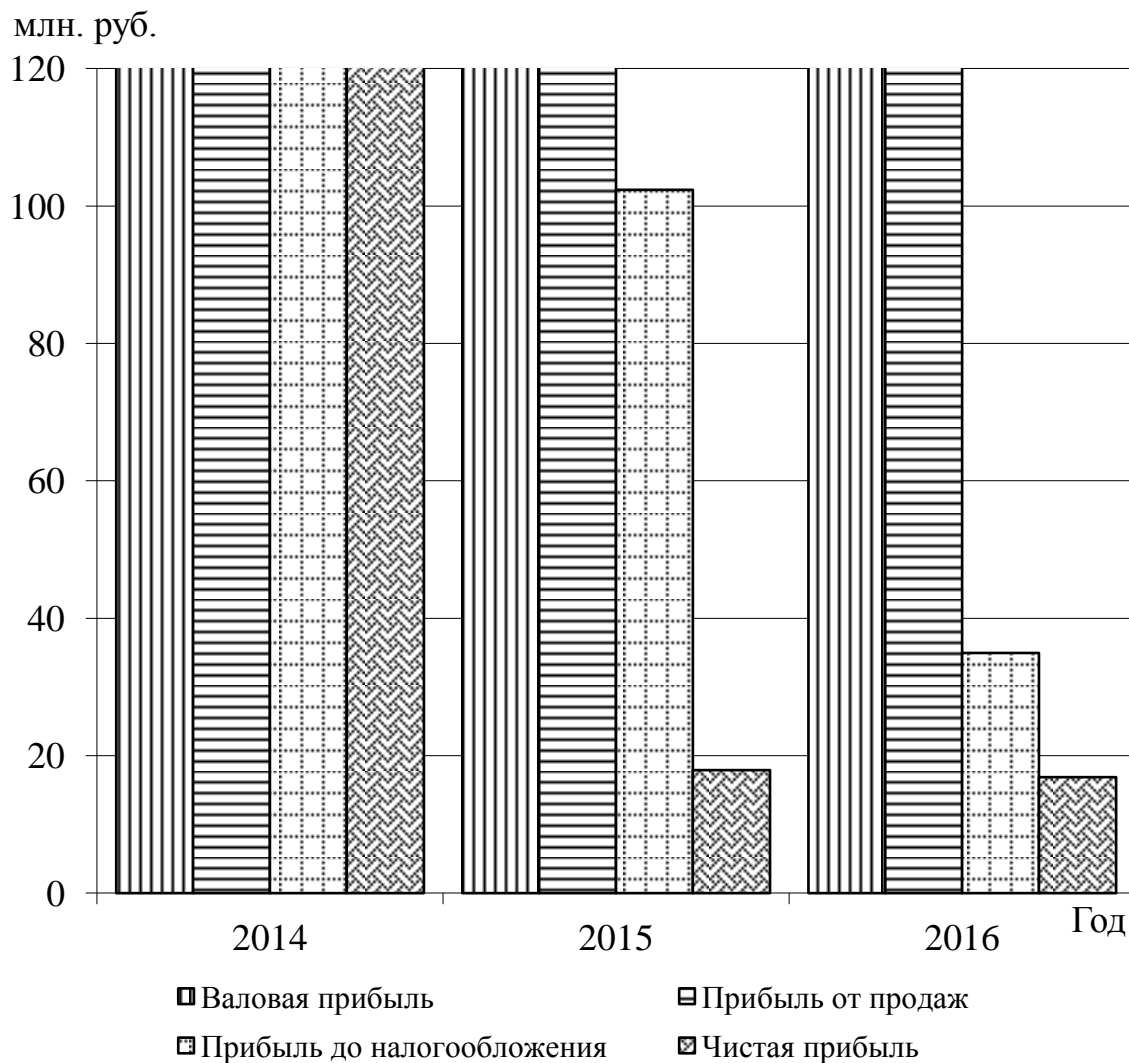 млн. руб.
120
100
80
60
40
20
0
2014 2015 2016 Год
Валовая прибыль Прибыль от продаж
Прибыль до налогообложения Чистая прибыль